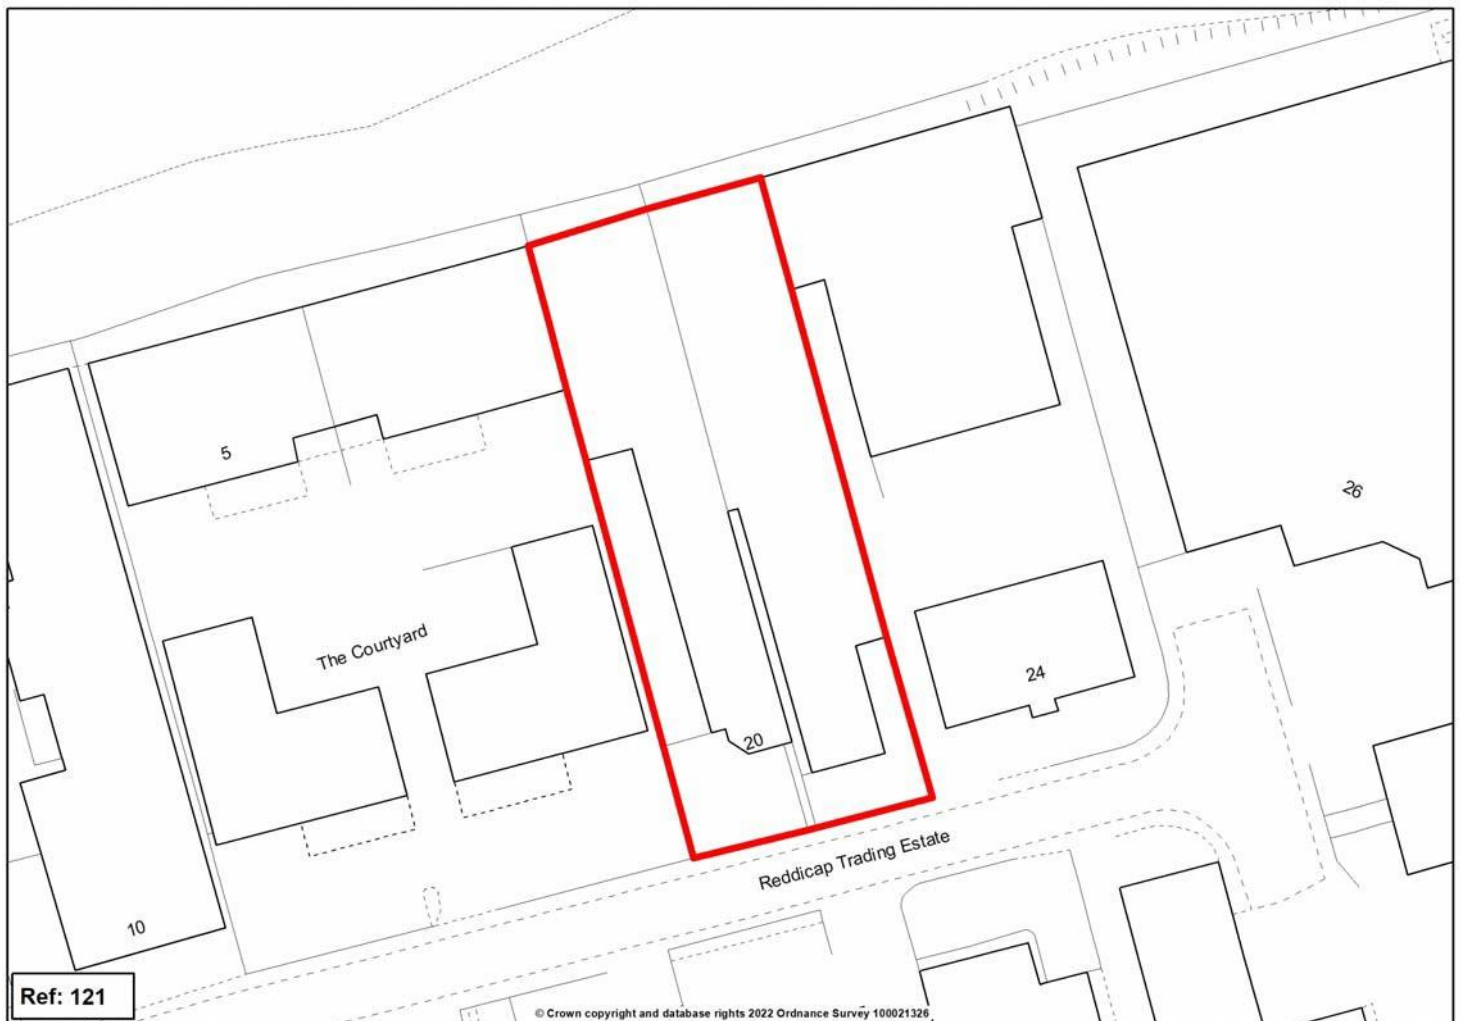 26
5
The Courtyard
24
20
Reddicap Trading Estate
10
Ref: 121
© Crown copyright and database rights 2022 Ordnance Survey 100021326